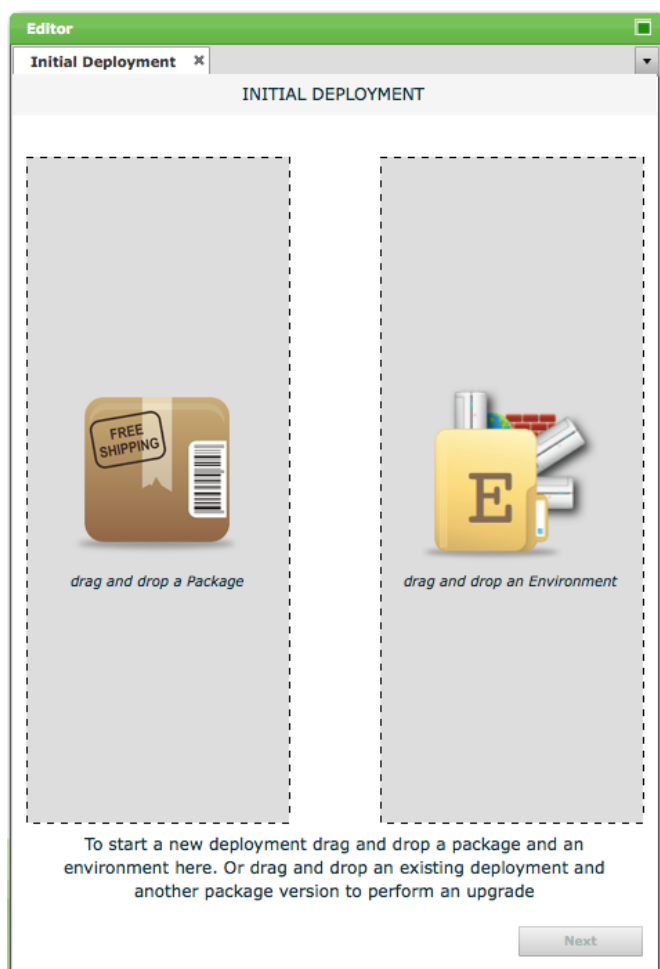 Editor
Initial Deployment
INITIAL DEPLOYMENT
FREE
SHIPPING
E
drag and drop a Package
drag and drop an Environment
To start a new deployment drag and drop a package and an
environment here. Or drag and drop an existing deployment and
another package version to perform an upgrade
Next